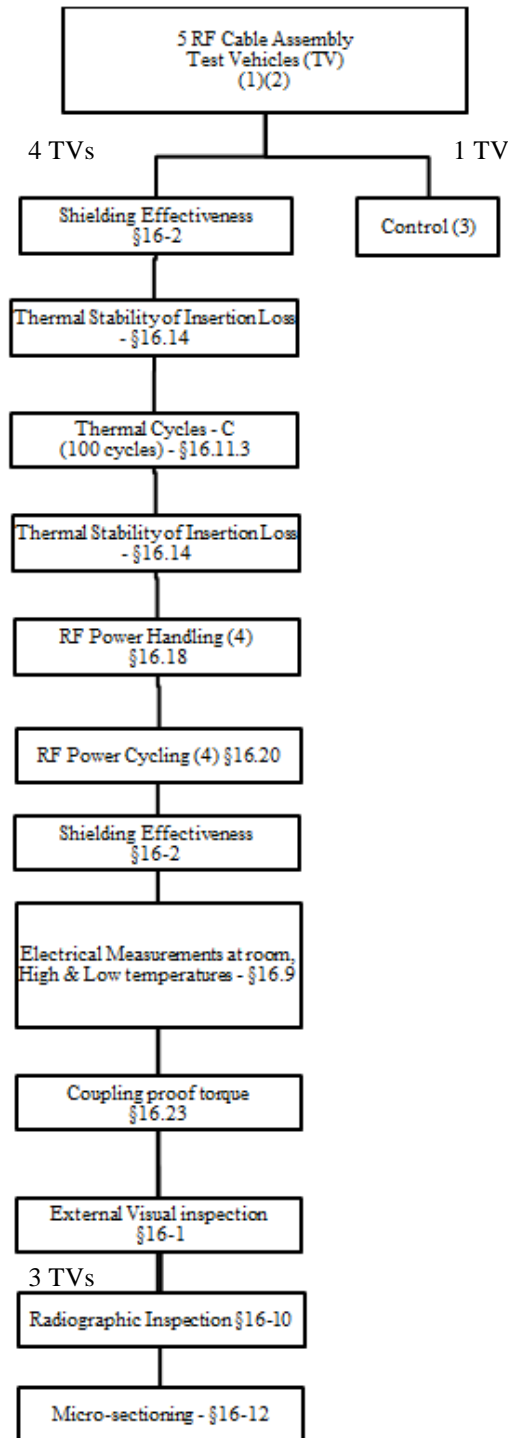 5 RF Cable Assembly
Test Vehicles (TV)
(1)(2)
4 TVs
1 TV
Shielding Effectiveness
§16-2
Control (3)
Thermal Stability of Insertion Loss
- §16.14
Thermal Cycles - C
(100 cycles) - §16.11.3
Thermal Stability of Insertion Loss
- §16.14
RF Power Handling (4)
§16.18
RF Power Cycling (4) §16.20
Shielding Effectiveness
§16-2
Electrical Measurements at room,
High & Low temperatures - §16.9
Coupling proof torque
§16.23
External Visual inspection
§16-1
3 TVs
Radiographic Inspection §16-10
Micro-sectioning - §16-12